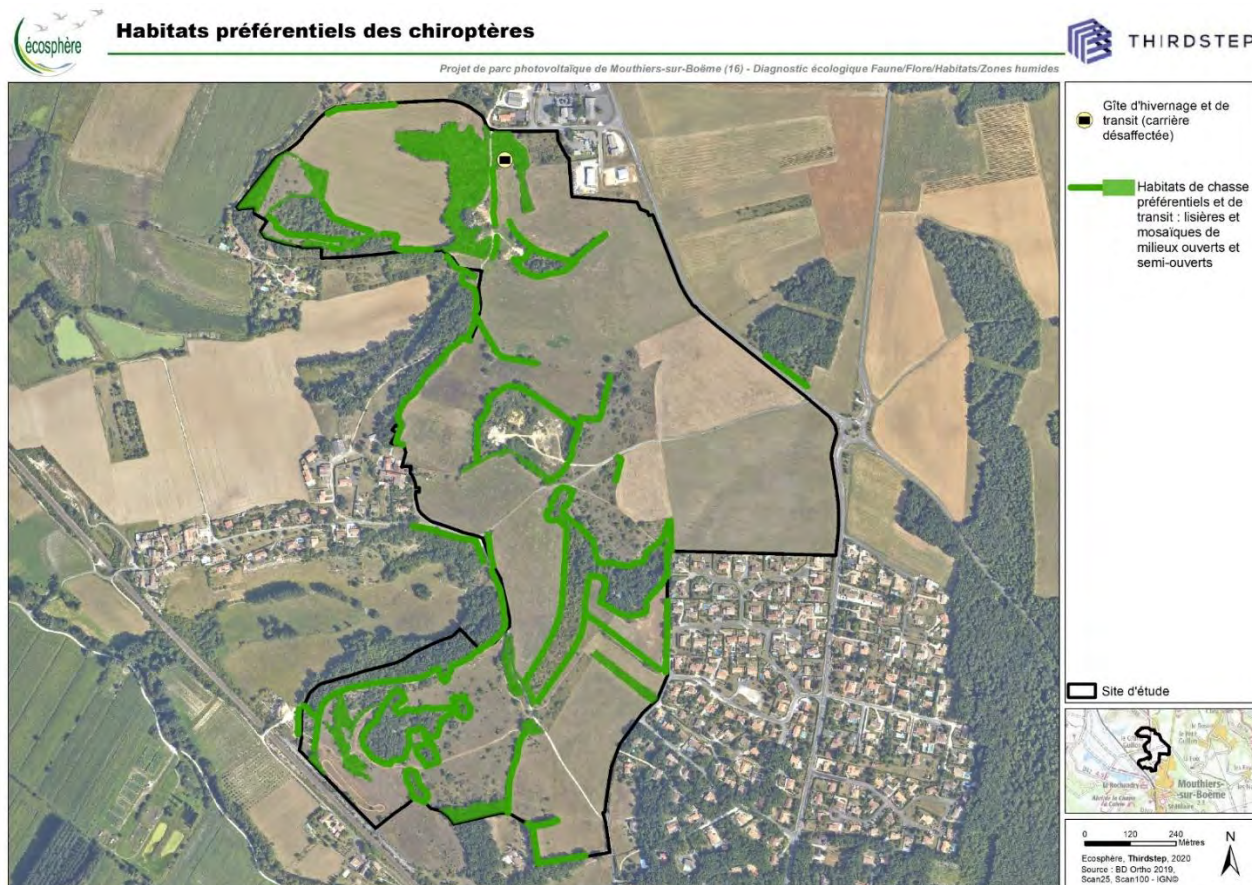 écosphère
Habitats préférentiels des chiroptères
THIRDSTEP
Projet de parc photovoltaïque de Mouthiers-sur-Boëme (16) - Diagnostic écologique Faune/Flore/Habitats/Zones humides
Gîte d'hivernage et de
transit (carrière
désaffectée)
Habitats de chasse
préférentiels et de
transit : lisières et
mosaïques de
milieux ouverts et
semi-ouverts
Site d'étude
Mouthiers-
sur-Boëme
0 120 240
Mètres
N
Ecosphère, Thirdstep, 2020
Source : BD Ortho 2019,
Scan25, Scan100 - IGN©